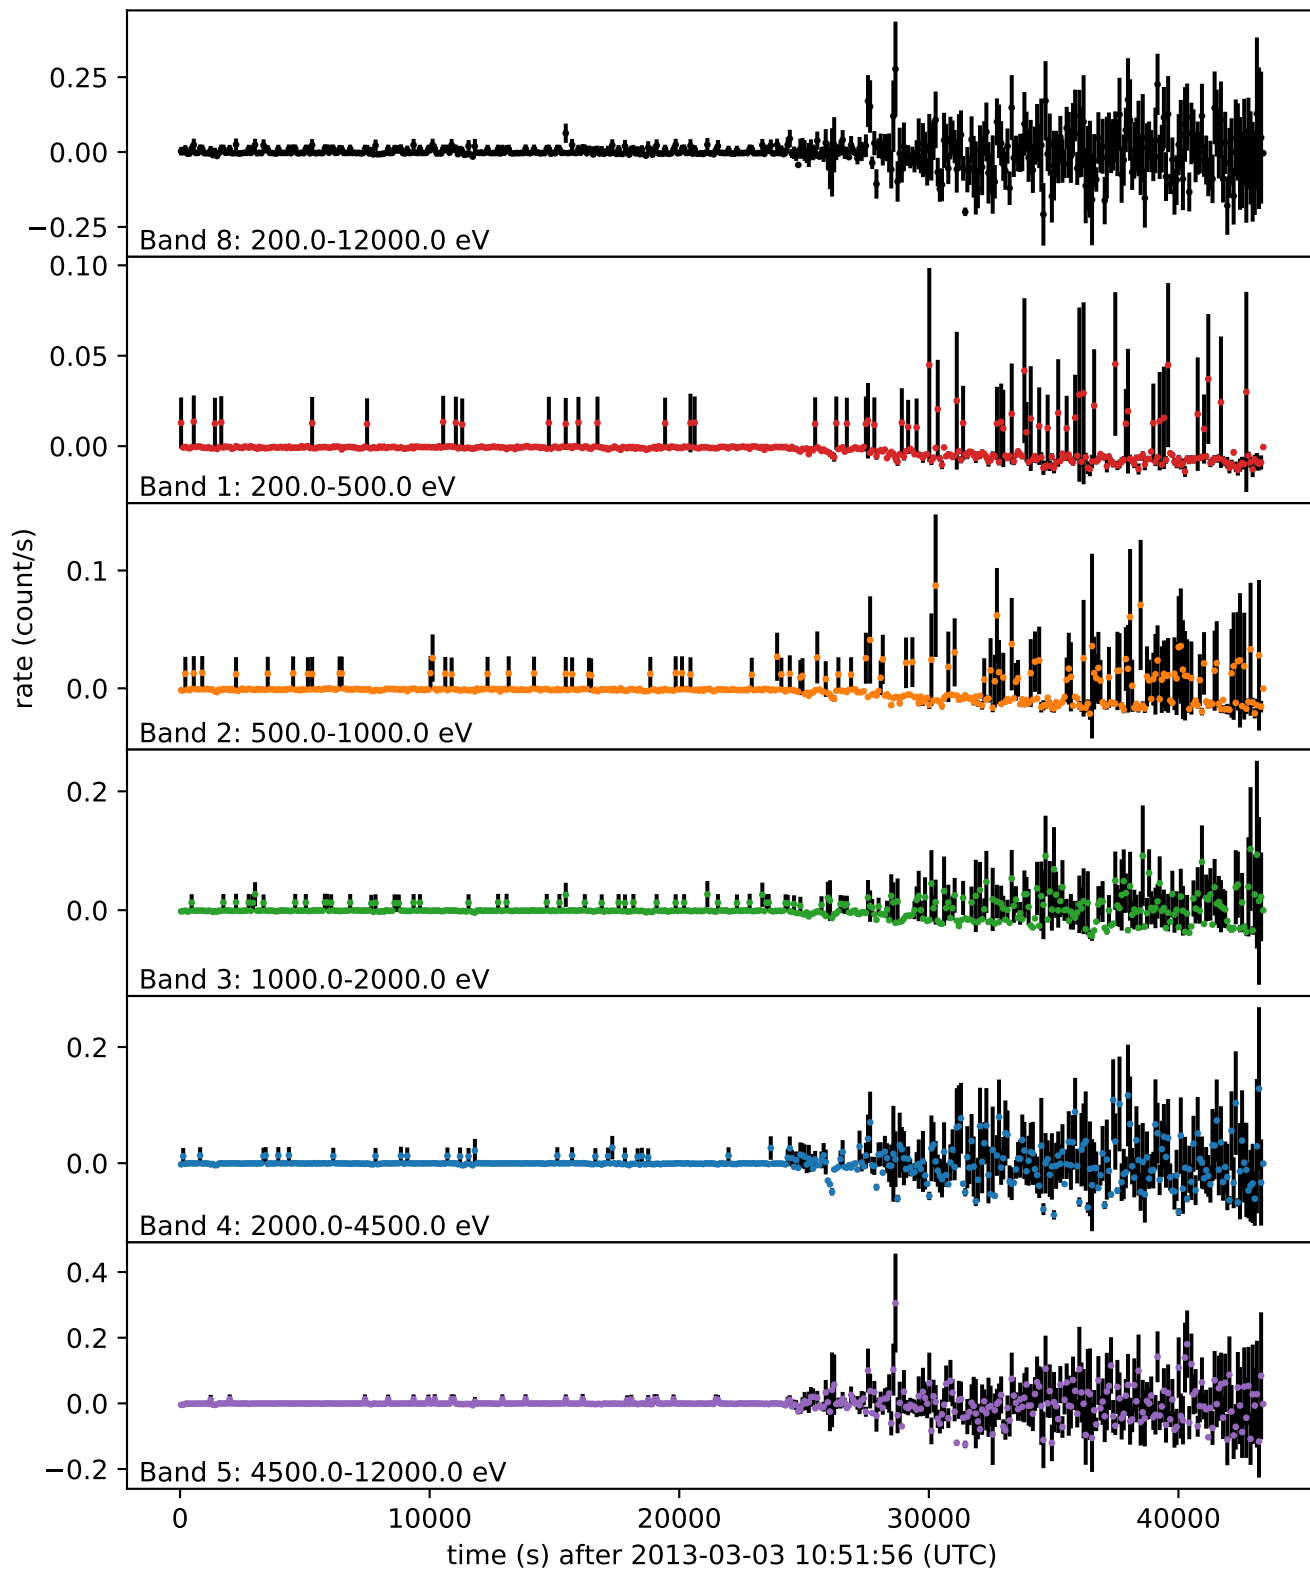 0.25
0.00
−0.25
Band 8: 200.0-12000.0 eV
0.10
0.05
0.00
Band 1: 200.0-500.0 eV
rate (count/s)
0.1
0.0
Band 2: 500.0-1000.0 eV
0.2
0.0
Band 3: 1000.0-2000.0 eV
0.2
0.0
Band 4: 2000.0-4500.0 eV
0.4
0.2
0.0
−0.2
Band 5: 4500.0-12000.0 eV
0 10000 20000 30000 40000
time (s) after 2013-03-03 10:51:56 (UTC)